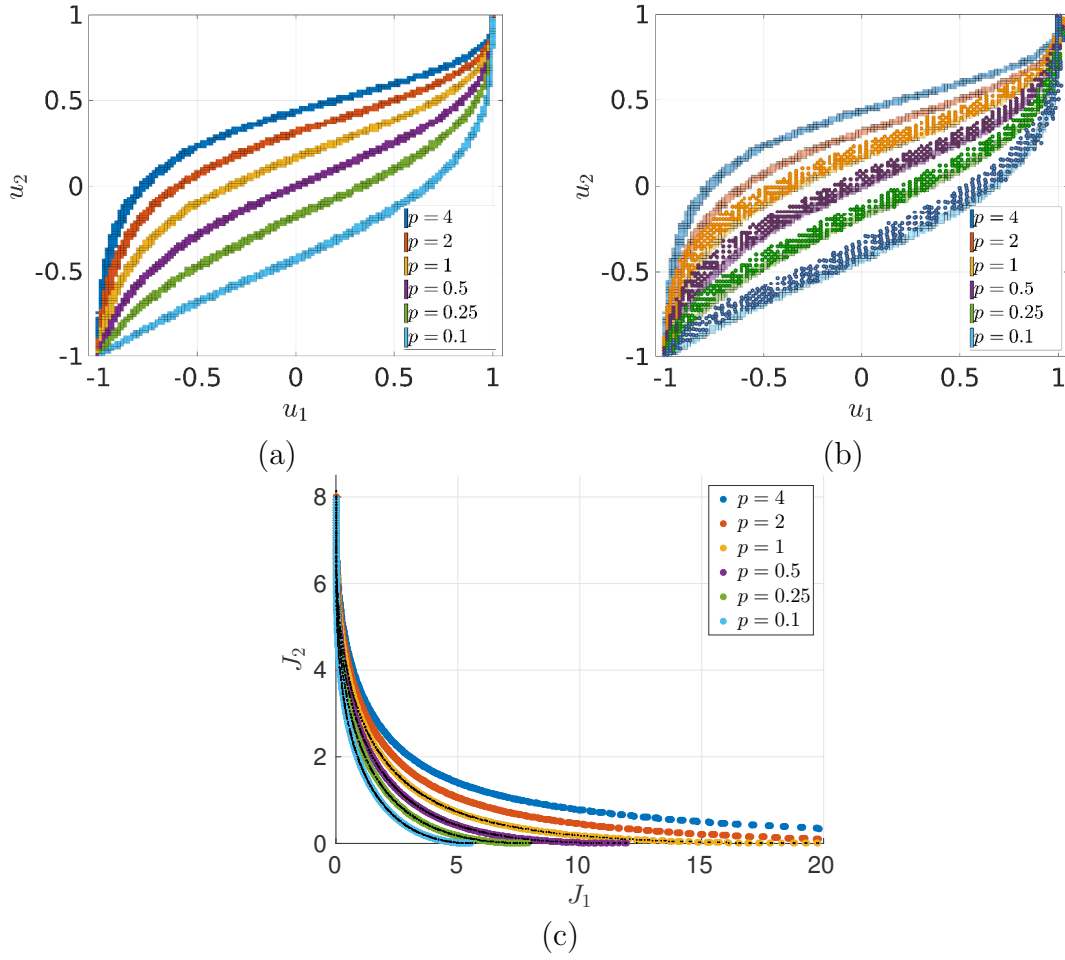 1
0.5
0
-0.5
-1
u₂
-1
-0.5
0
0.5
1
u₁
p = 4
p = 2
p = 1
p = 0.5
p = 0.25
p = 0.1
(a)
1
0.5
0
-0.5
-1
u₂
-1
-0.5
0
0.5
1
u₁
p = 4
p = 2
p = 1
p = 0.5
p = 0.25
p = 0.1
(b)
8
6
4
2
0
J₂
0
5
10
15
20
J₁
p = 4
p = 2
p = 1
p = 0.5
p = 0.25
p = 0.1
(c)